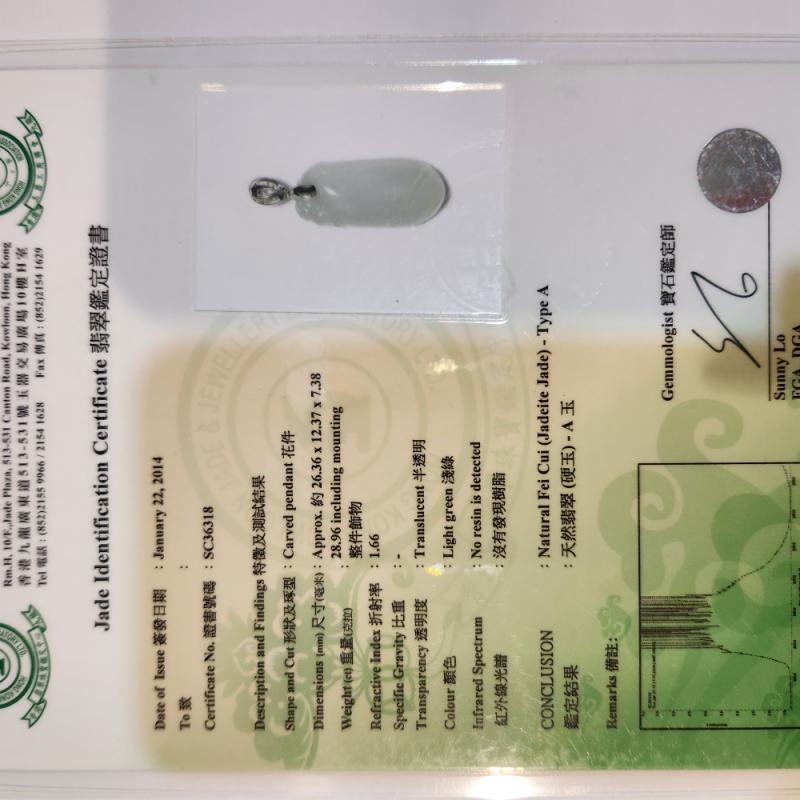 Rm.H, 10/F.,Jade Plaza, 513-531 Canton Road, Kowloon, Hong Kong
香港九龍廣東道513-531號玉器交易廣場10樓H室
Tel 電話 : (852)2155 9966 / 2154 1628 Fax 傳真 : (852)2154 1629
Jade Identification Certificate 翡翠鑑定證書
Date of Issue 簽發日期 : January 22, 2014
To 致 :
Certificate No. 證書號碼 : SC36318
Description and Findings 特徵及測試結果
Shape and Cut 形狀及琢型 : Carved pendant 花件
Dimensions (mm) 尺寸(毫米) : Approx. 約 26.36 x 12.37 x 7.38
Weight (ct) 重量(克拉) : 28.96 including mounting
整件飾物
Refractive Index 折射率 : 1.66
Specific Gravity 比重 : -
Transparency 透明度 : Translucent 半透明
Colour 顏色 : Light green 淺綠
Infrared Spectrum : No resin is detected
紅外線光譜 : 沒有發現樹脂
CONCLUSION : Natural Fei Cui (Jadeite Jade) - Type A
鑑定結果 : 天然翡翠 (硬玉) - A 玉
Remarks 備註:
Gemmologist 寶石鑑定師
Sunny Lo
FGA, DGA